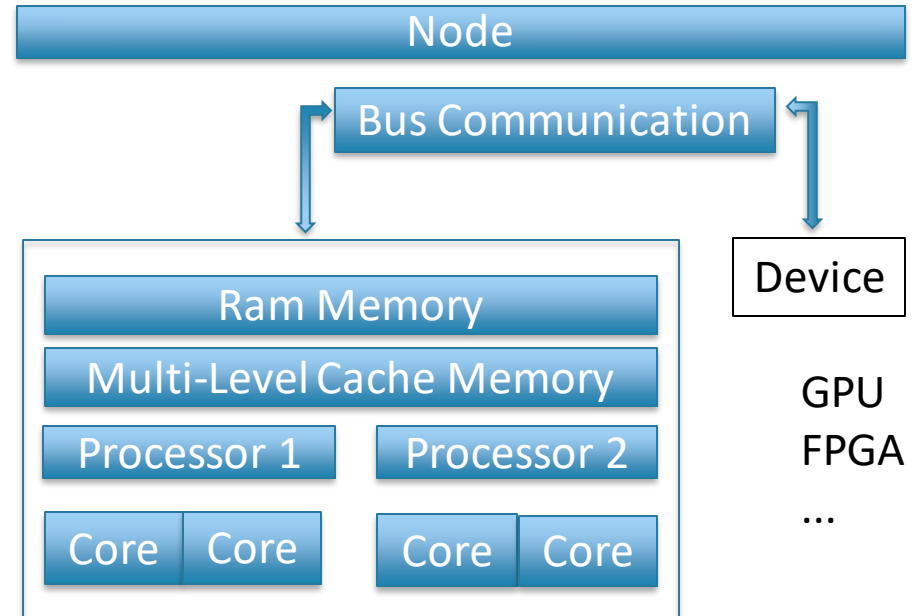 Node
Bus Communication
Ram Memory
Multi-Level Cache Memory
Processor 1
Processor 2
Core
Core
Core
Core
Device
GPU
FPGA
...